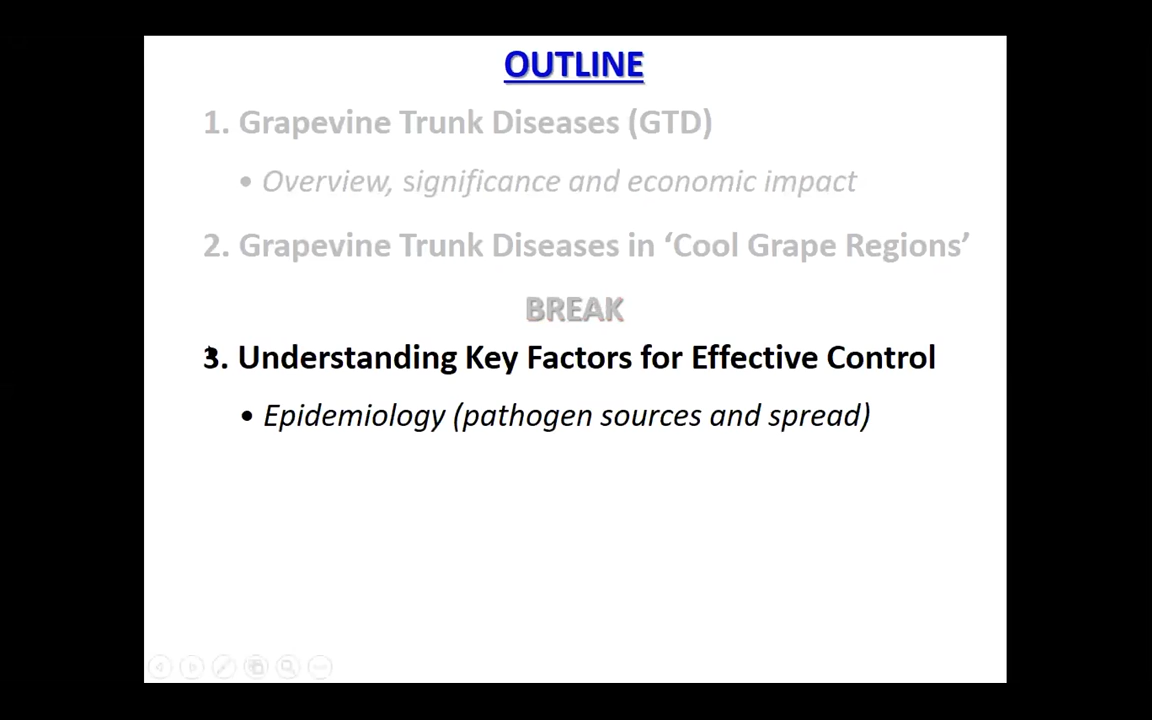 OUTLINE
1. Grapevine Trunk Diseases (GTD)
• Overview, significance and economic impact
2. Grapevine Trunk Diseases in ‘Cool Grape Regions’
BREAK
3. Understanding Key Factors for Effective Control
• Epidemiology (pathogen sources and spread)